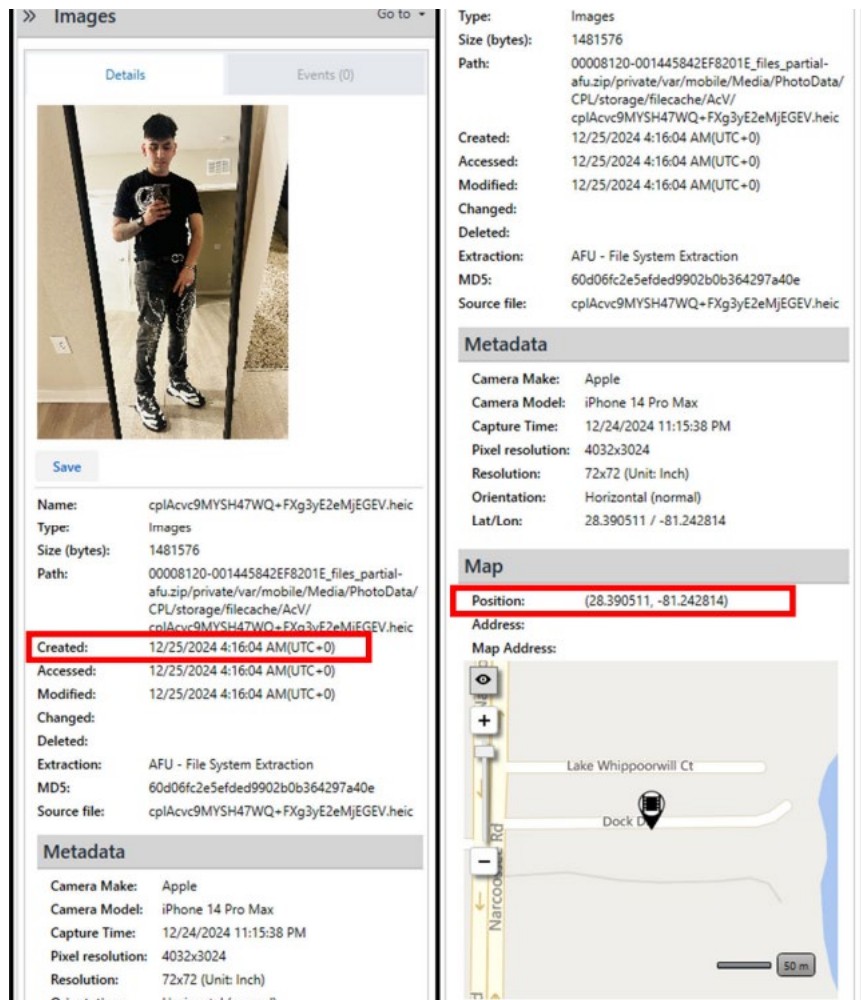 Images
Go to
Details
Events (0)
Save
Name: cplAcvc9MYSH47WQ+FXg3yE2eMjEGEV.heic
Type: Images
Size (bytes): 1481576
Path: 00008120-001445842EF8201E_files_partial-
afu.zip/private/var/mobile/Media/PhotoData/
CPL/storage/filecache/AcV/
cplAcvc9MYSH47WQ+FXg3yE2eMjEGEV.heic
Created: 12/25/2024 4:16:04 AM(UTC+0)
Accessed: 12/25/2024 4:16:04 AM(UTC+0)
Modified: 12/25/2024 4:16:04 AM(UTC+0)
Changed:
Deleted:
Extraction: AFU - File System Extraction
MD5: 60d06fc2e5efded9902b0b364297a40e
Source file: cplAcvc9MYSH47WQ+FXg3yE2eMjEGEV.heic
Metadata
Camera Make: Apple
Camera Model: iPhone 14 Pro Max
Capture Time: 12/24/2024 11:15:38 PM
Pixel resolution: 4032x3024
Resolution: 72x72 (Unit: Inch)
Type: Images
Size (bytes): 1481576
Path: 00008120-001445842EF8201E_files_partial-
afu.zip/private/var/mobile/Media/PhotoData/
CPL/storage/filecache/AcV/
cplAcvc9MYSH47WQ+FXg3yE2eMjEGEV.heic
Created: 12/25/2024 4:16:04 AM(UTC+0)
Accessed: 12/25/2024 4:16:04 AM(UTC+0)
Modified: 12/25/2024 4:16:04 AM(UTC+0)
Changed:
Deleted:
Extraction: AFU - File System Extraction
MD5: 60d06fc2e5efded9902b0b364297a40e
Source file: cplAcvc9MYSH47WQ+FXg3yE2eMjEGEV.heic
Metadata
Camera Make: Apple
Camera Model: iPhone 14 Pro Max
Capture Time: 12/24/2024 11:15:38 PM
Pixel resolution: 4032x3024
Resolution: 72x72 (Unit: Inch)
Orientation: Horizontal (normal)
Lat/Lon: 28.390511 / -81.242814
Map
Position: (28.390511, -81.242814)
Address:
Map Address:
Lake Whippoorwill Ct
Dock D
Narcoossee Rd
50 m